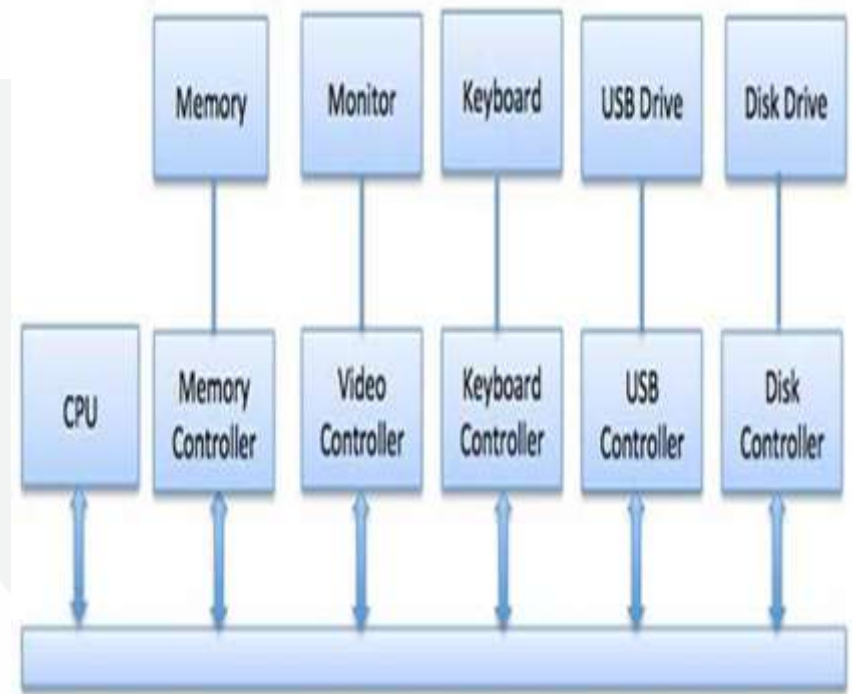 Memory
Monitor
Keyboard
USB Drive
Disk Drive
CPU
Memory
Controller
Video
Controller
Keyboard
Controller
USB
Controller
Disk
Controller